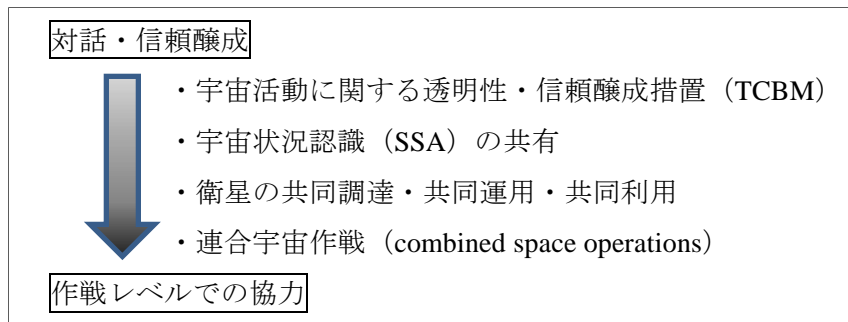 対話・信頼醸成
・宇宙活動に関する透明性・信頼醸成措置（TCBM）
・宇宙状況認識（SSA）の共有
・衛星の共同調達・共同運用・共同利用
・連合宇宙作戦（combined space operations）
作戦レベルでの協力